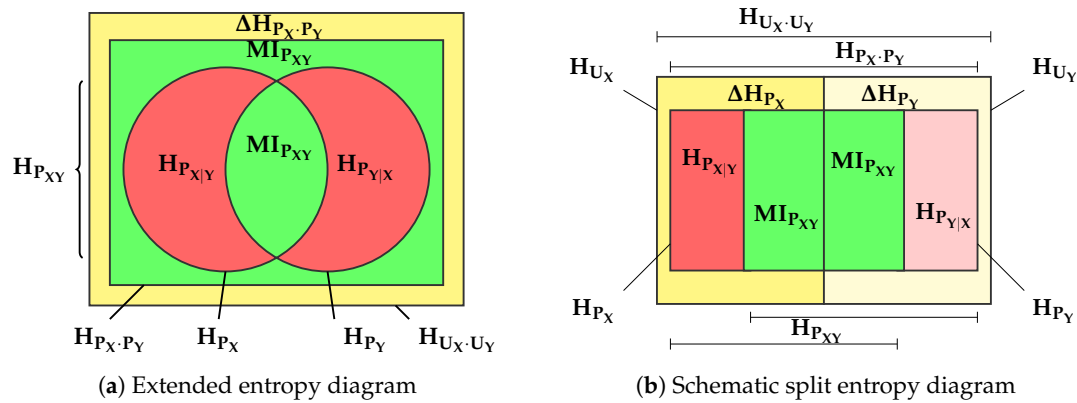 ΔH_{P_X·P_Y}
MI_{P_XY}
H_{P_XY}
H_{P_X|Y}
MI_{P_XY}
H_{P_Y|X}
H_{P_X·P_Y}
H_{P_X}
H_{P_Y}
H_{U_X·U_Y}
(a) Extended entropy diagram
H_{U_X·U_Y}
H_{P_X·P_Y}
H_{U_X}
H_{U_Y}
ΔH_{P_X}
ΔH_{P_Y}
H_{P_X|Y}
MI_{P_XY}
MI_{P_XY}
H_{P_Y|X}
H_{P_X}
H_{P_Y}
H_{P_XY}
(b) Schematic split entropy diagram